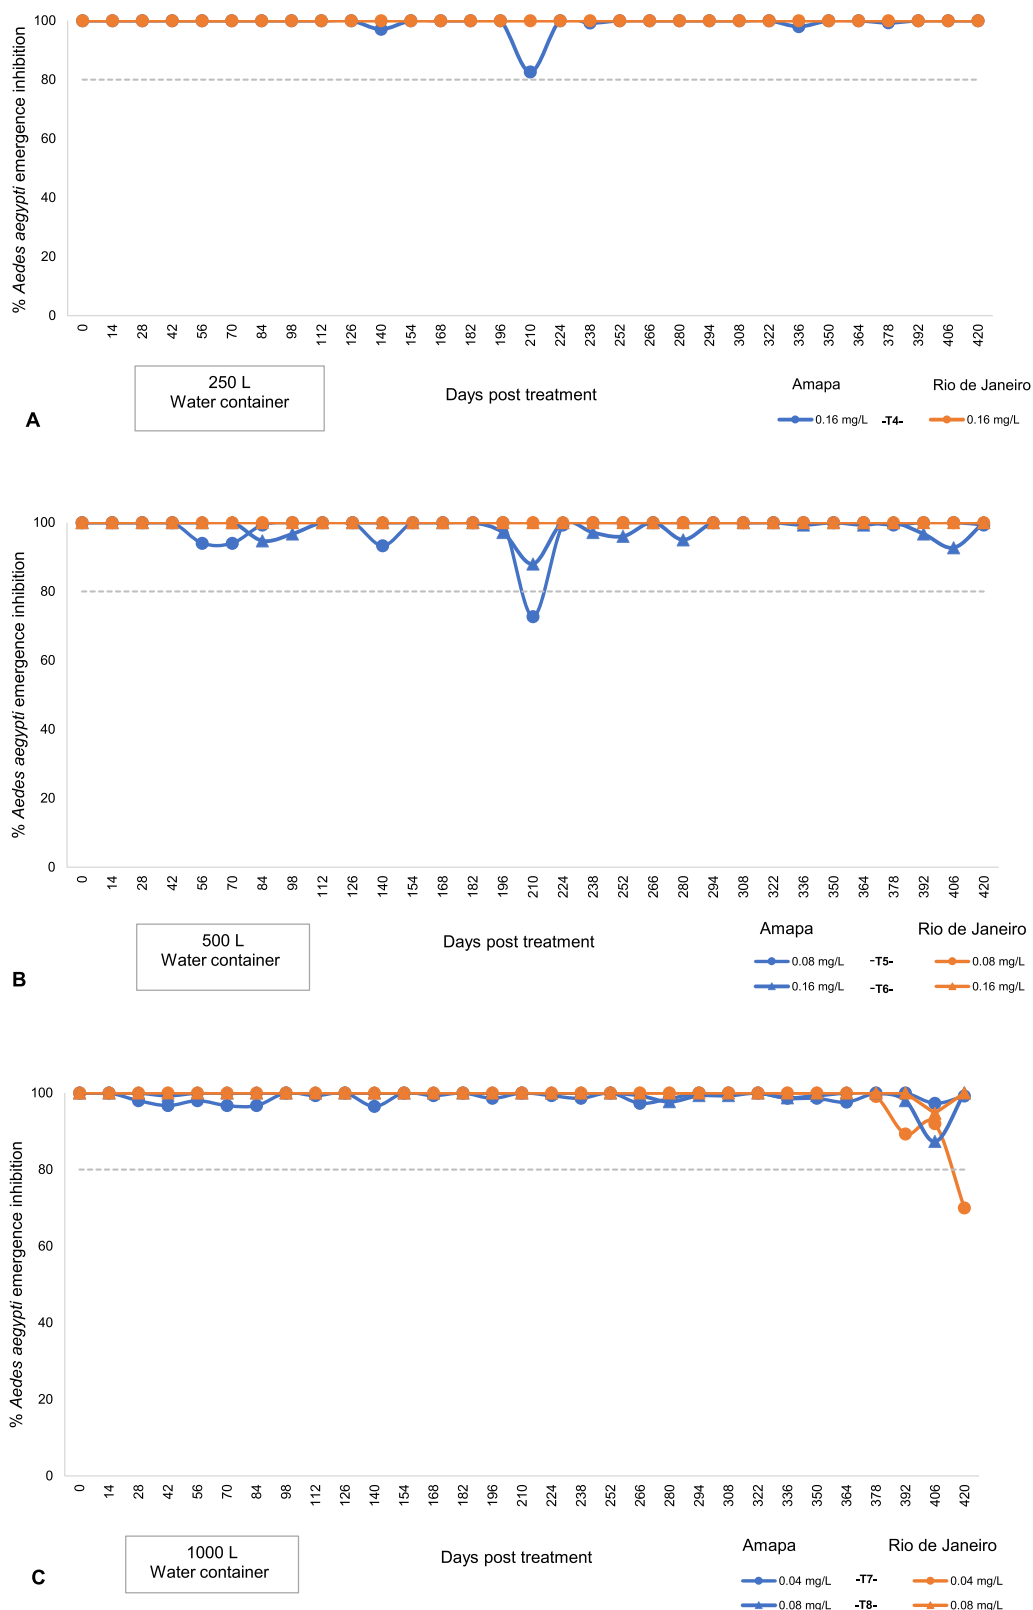 % Aedes aegypti emergence inhibition
100
80
60
40
20
0
0 14 28 42 56 70 84 98 112 126 140 154 168 182 196 210 224 238 252 266 280 294 308 322 336 350 364 378 392 406 420
250 L
Water container
Days post treatment
Amapa Rio de Janeiro
0.16 mg/L -T4- 0.16 mg/L
A
% Aedes aegypti emergence inhibition
100
80
60
40
20
0
0 14 28 42 56 70 84 98 112 126 140 154 168 182 196 210 224 238 252 266 280 294 308 322 336 350 364 378 392 406 420
500 L
Water container
Days post treatment
Amapa Rio de Janeiro
0.08 mg/L -T5- 0.08 mg/L
0.16 mg/L -T6- 0.16 mg/L
B
% Aedes aegypti emergence inhibition
100
80
60
40
20
0
0 14 28 42 56 70 84 98 112 126 140 154 168 182 196 210 224 238 252 266 280 294 308 322 336 350 364 378 392 406 420
1000 L
Water container
Days post treatment
Amapa Rio de Janeiro
0.04 mg/L -T7- 0.04 mg/L
0.08 mg/L -T8- 0.08 mg/L
C